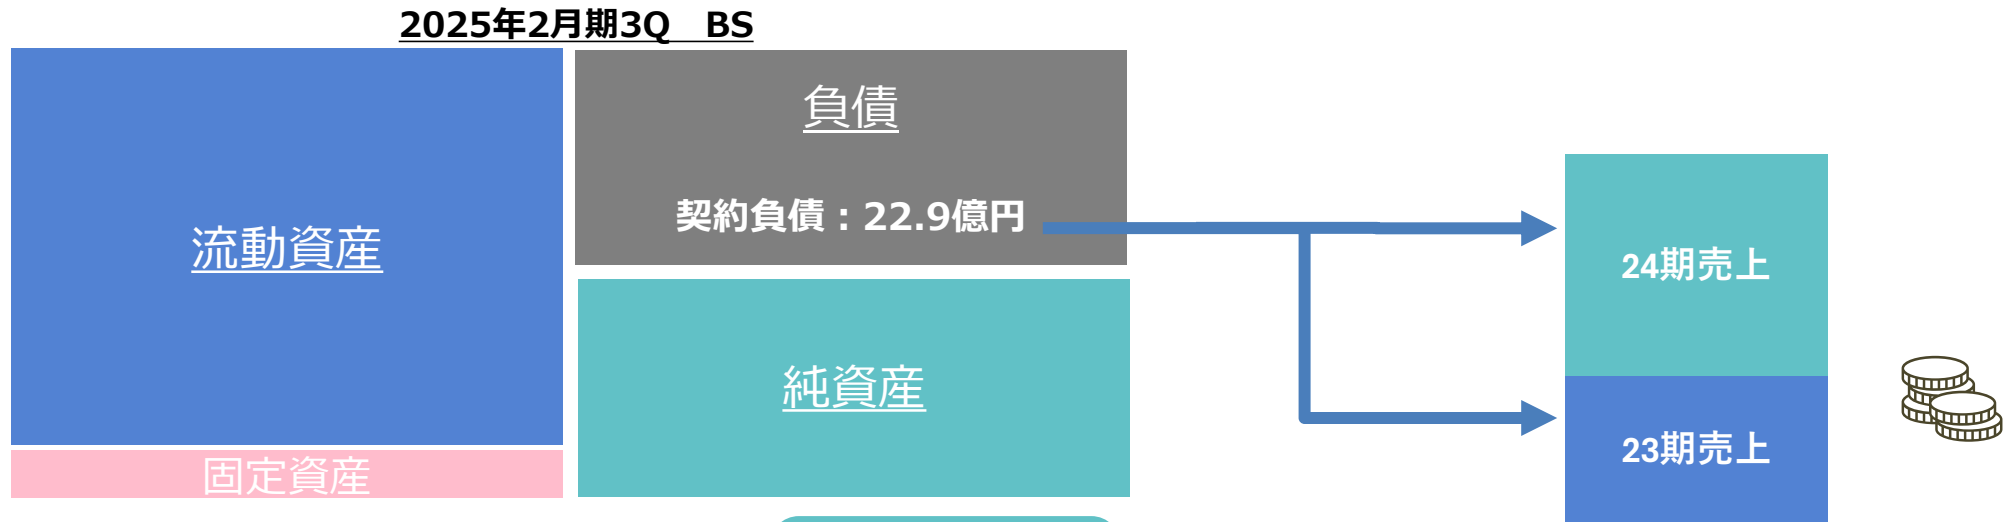 2025年2月期3Q　BS
負債
契約負債：22.9億円
流動資産
純資産
固定資産
24期売上
23期売上